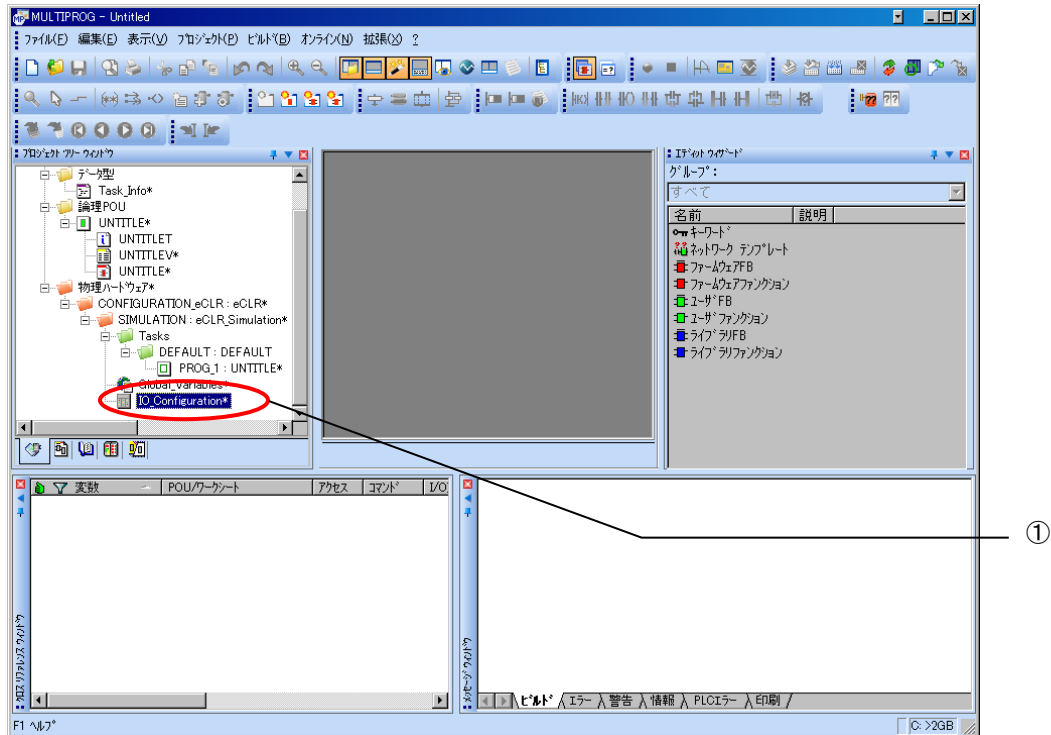 MULTIPROG - Untitled
ファイル(F) 編集(E) 表示(V) プロジェクト(P) ビルド(B) オンライン(N) 拡張(X) ?
プロジェクト ツリー ウィンドウ
データ型
Task_Info*
論理POU
UNTITLE*
UNTITLET
UNTITLEV*
UNTITLE*
物理ハードウェア*
CONFIGURATION_eCLR : eCLR*
SIMULATION : eCLR_Simulation*
Tasks
DEFAULT : DEFAULT
PROG_1 : UNTITLE*
Global_Variables*
IO_Configuration*
エディット ウィザード
グループ :
すべて
名前 説明
キーワード
ネットワーク テンプレート
ファームウェアFB
ファームウェアファンクション
ユーザFB
ユーザファンクション
ライブラリFB
ライブラリファンクション
①
変数 POU/ワークシート アクセス コマンド I/O
クロス リファレンス ウィンドウ
メッセージ ウィンドウ
ビルド エラー 警告 情報 PLCエラー 印刷
F1 ヘルプ
C: >2GB